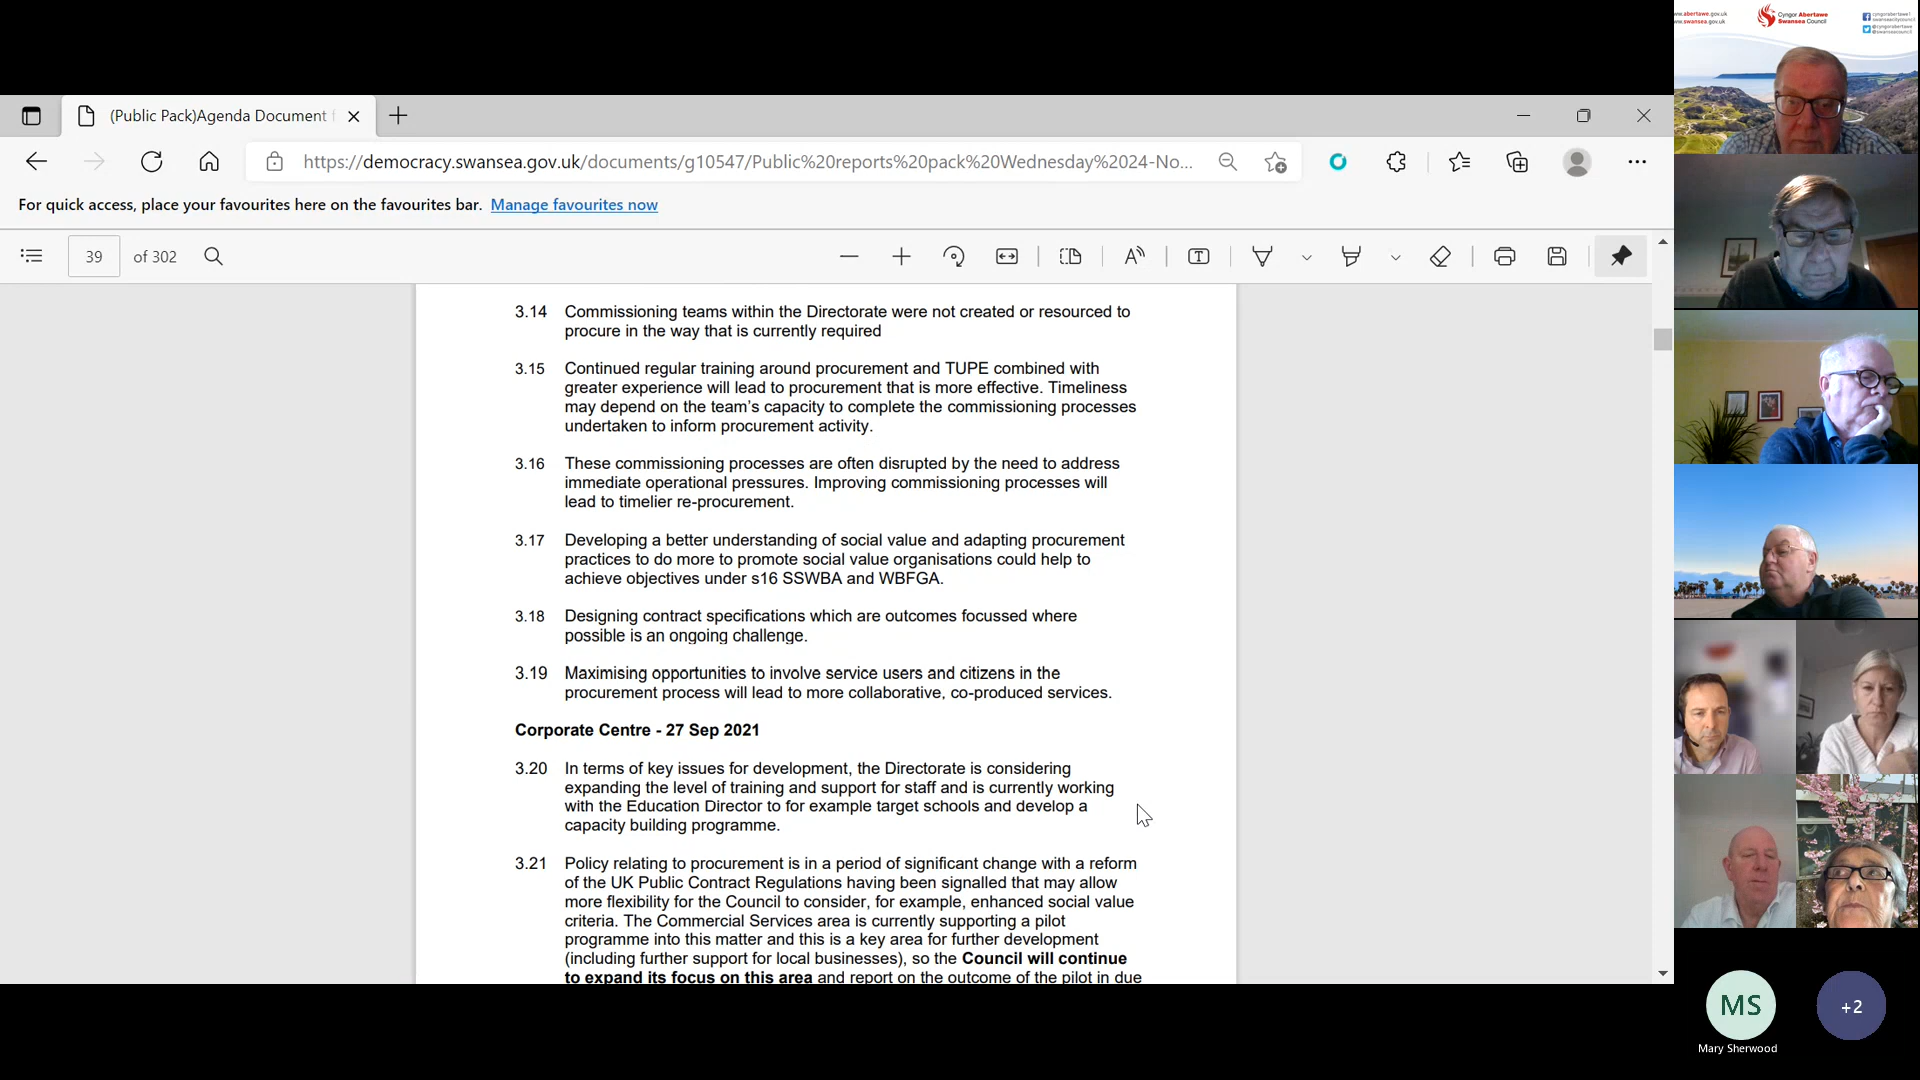 (Public Pack)Agenda Document f
https://democracy.swansea.gov.uk/documents/g10547/Public%20reports%20pack%20Wednesday%2024-No...
For quick access, place your favourites here on the favourites bar. Manage favourites now
39 of 302
3.14 Commissioning teams within the Directorate were not created or resourced to
procure in the way that is currently required
3.15 Continued regular training around procurement and TUPE combined with
greater experience will lead to procurement that is more effective. Timeliness
may depend on the team's capacity to complete the commissioning processes
undertaken to inform procurement activity.
3.16 These commissioning processes are often disrupted by the need to address
immediate operational pressures. Improving commissioning processes will
lead to timelier re-procurement.
3.17 Developing a better understanding of social value and adapting procurement
practices to do more to promote social value organisations could help to
achieve objectives under s16 SSWBA and WBFGA.
3.18 Designing contract specifications which are outcomes focussed where
possible is an ongoing challenge.
3.19 Maximising opportunities to involve service users and citizens in the
procurement process will lead to more collaborative, co-produced services.
Corporate Centre - 27 Sep 2021
3.20 In terms of key issues for development, the Directorate is considering
expanding the level of training and support for staff and is currently working
with the Education Director to for example target schools and develop a
capacity building programme.
3.21 Policy relating to procurement is in a period of significant change with a reform
of the UK Public Contract Regulations having been signalled that may allow
more flexibility for the Council to consider, for example, enhanced social value
criteria. The Commercial Services area is currently supporting a pilot
programme into this matter and this is a key area for further development
(including further support for local businesses), so the Council will continue
to expand its focus on this area and report on the outcome of the pilot in due
www.abertawe.gov.uk
www.swansea.gov.uk
Cyngor Abertawe
Swansea Council
MS
+2
Mary Sherwood